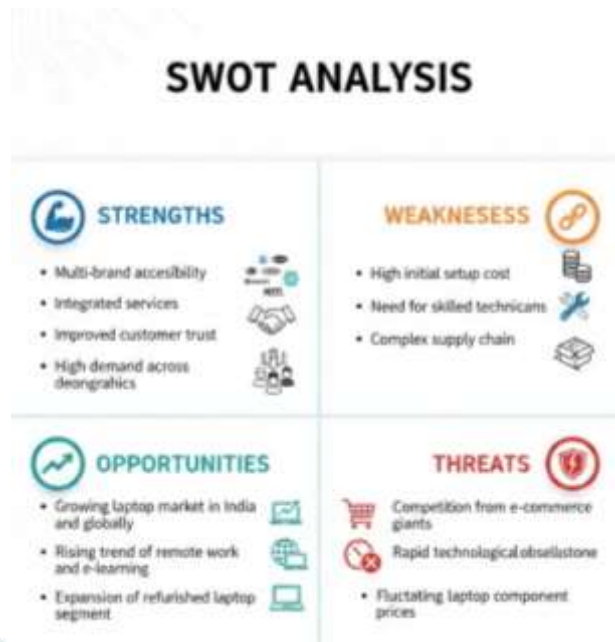 SWOT ANALYSIS
STRENGTHS
• Multi-brand accesibility
• Integrated services
• Improved customer trust
• High demand across
deongrahics
WEAKNESESS
• High initial setup cost
• Need for skilled technicans
• Complex supply chain
OPPORTUNITIES
• Growing laptop market in India
and globally
• Rising trend of remote work
and e-learning
• Expansion of refurished laptop
segment
THREATS
Competition from e-commerce
giants
Rapid technological obsellstone
• Fluctating laptop component
prices